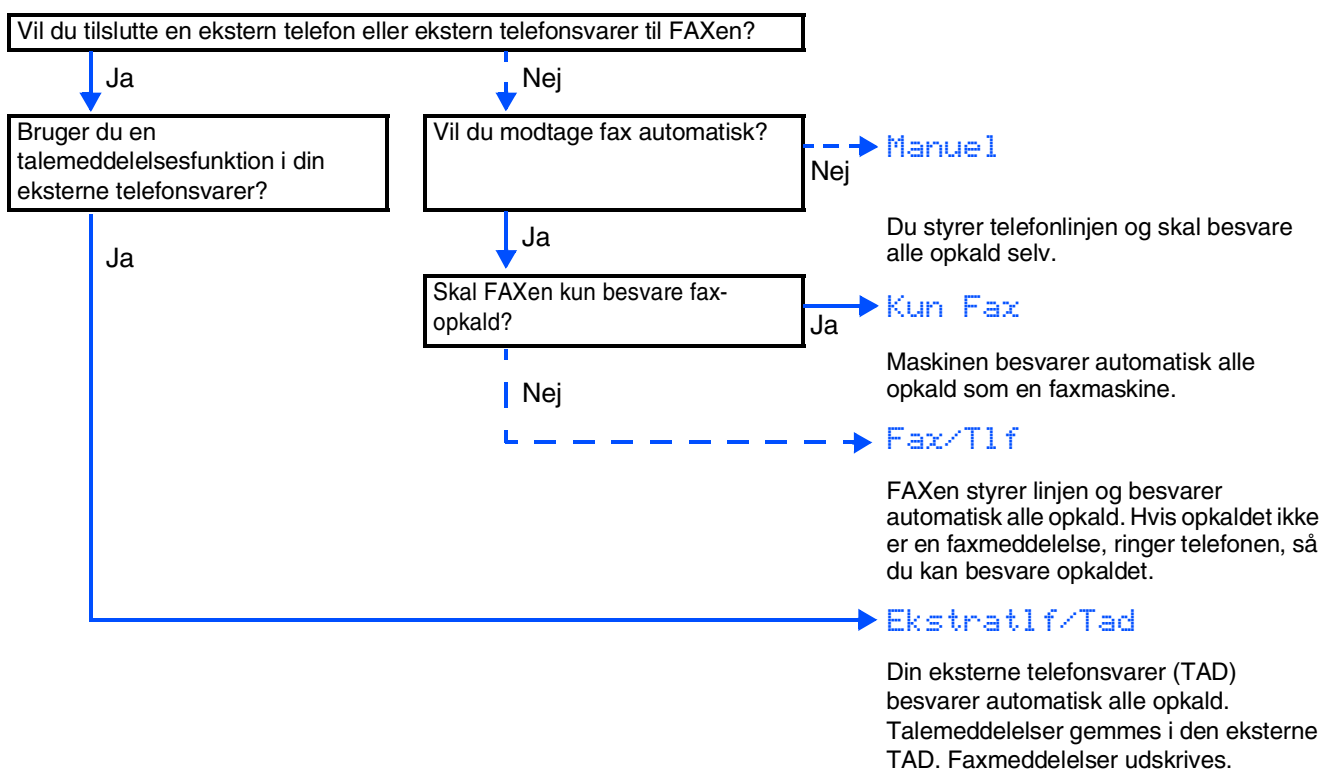 Vil du tilslutte en ekstern telefon eller ekstern telefonsvarer til FAXen?
Ja
Nej
Bruger du en
talemeddelelsesfunktion i din
eksterne telefonsvarer?
Vil du modtage fax automatisk?
Nej
Manuel
Du styrer telefonlinjen og skal besvare
alle opkald selv.
Ja
Ja
Skal FAXen kun besvare fax-
opkald?
Ja
Kun Fax
Maskinen besvarer automatisk alle
opkald som en faxmaskine.
Nej
Fax/Tlf
FAXen styrer linjen og besvarer
automatisk alle opkald. Hvis opkaldet ikke
er en faxmeddelelse, ringer telefonen, så
du kan besvare opkaldet.
Ekstratlf/Tad
Din eksterne telefonsvarer (TAD)
besvarer automatisk alle opkald.
Talemeddelelser gemmes i den eksterne
TAD. Faxmeddelelser udskrives.